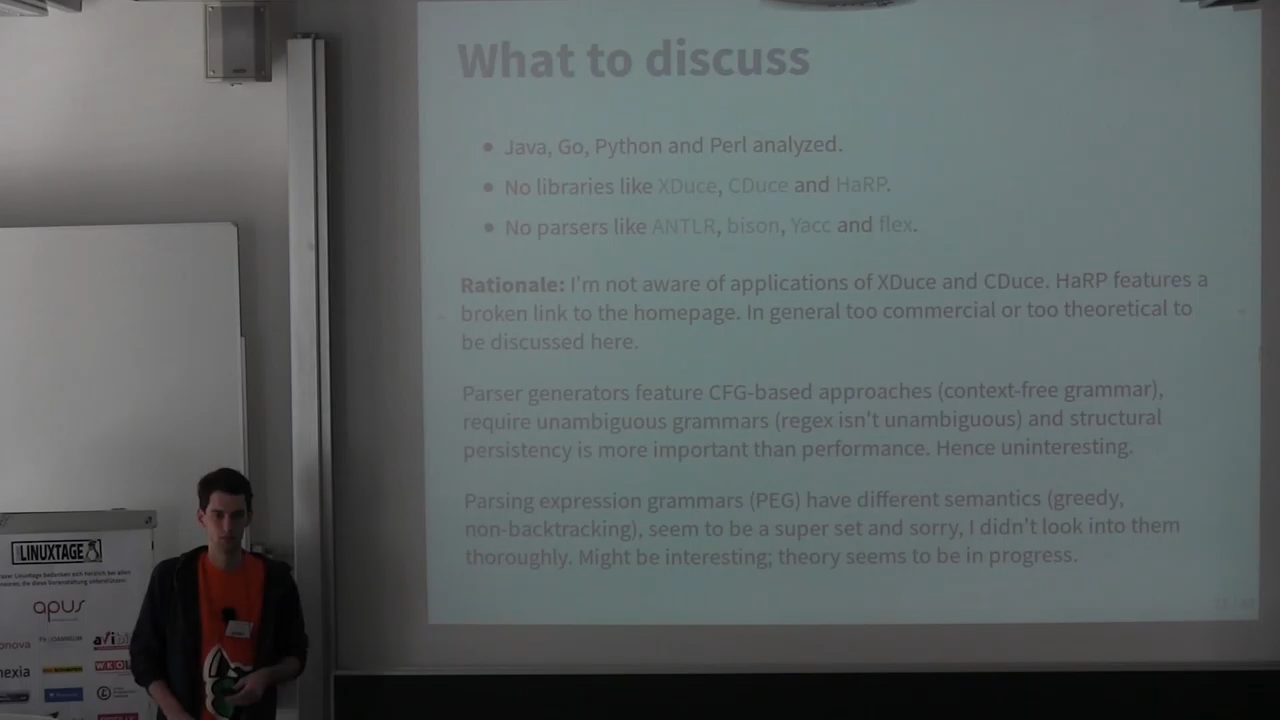 What to discuss
Java, Go, Python and Perl analyzed.
No libraries like XDuce, CDuce and HaRP.
No parsers like ANTLR, bison, Yacc and flex.
Rationale: I'm not aware of applications of XDuce and CDuce. HaRP features a
broken link to the homepage. In general too commercial or too theoretical to
be discussed here.
Parser generators feature CFG-based approaches (context-free grammar),
require unambiguous grammars (regex isn't unambiguous) and structural
persistency is more important than performance. Hence uninteresting.
Parsing expression grammars (PEG) have different semantics (greedy,
non-backtracking), seem to be a super set and sorry, I didn't look into them
thoroughly. Might be interesting; theory seems to be in progress.
LINUXTAGE
apus